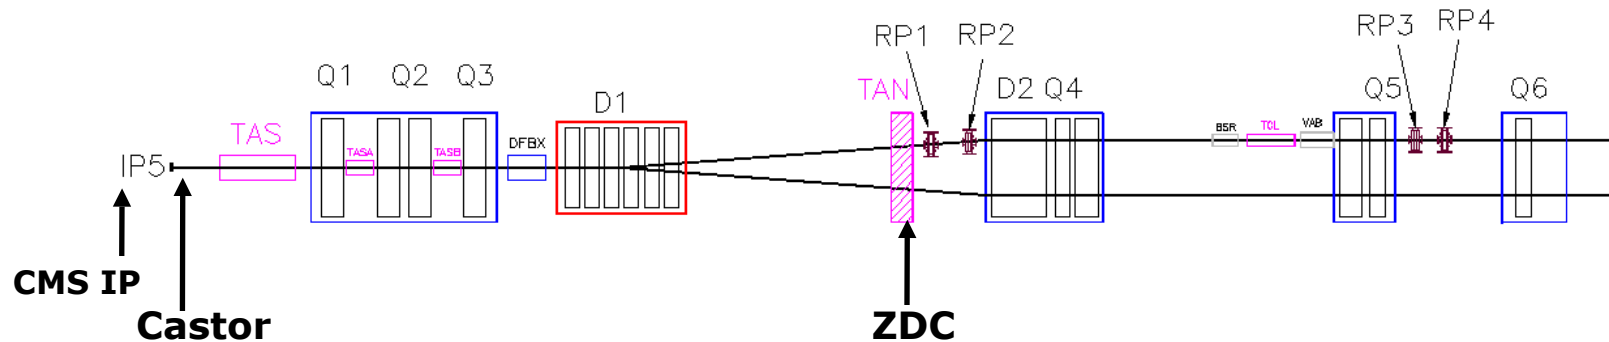 RP1
RP2
RP3
RP4
Q1
Q2
Q3
D1
TAN
D2
Q4
Q5
Q6
TAS
TASA
TASB
DFBX
BSR
TCL
VAB
IP5
CMS IP
Castor
ZDC